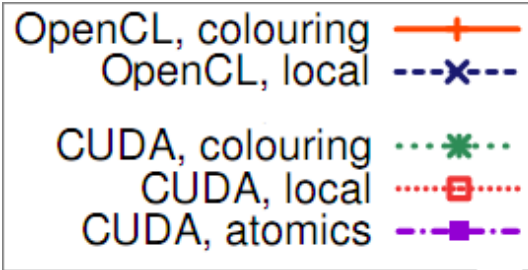 OpenCL, colouring
OpenCL, local
CUDA, colouring
CUDA, local
CUDA, atomics